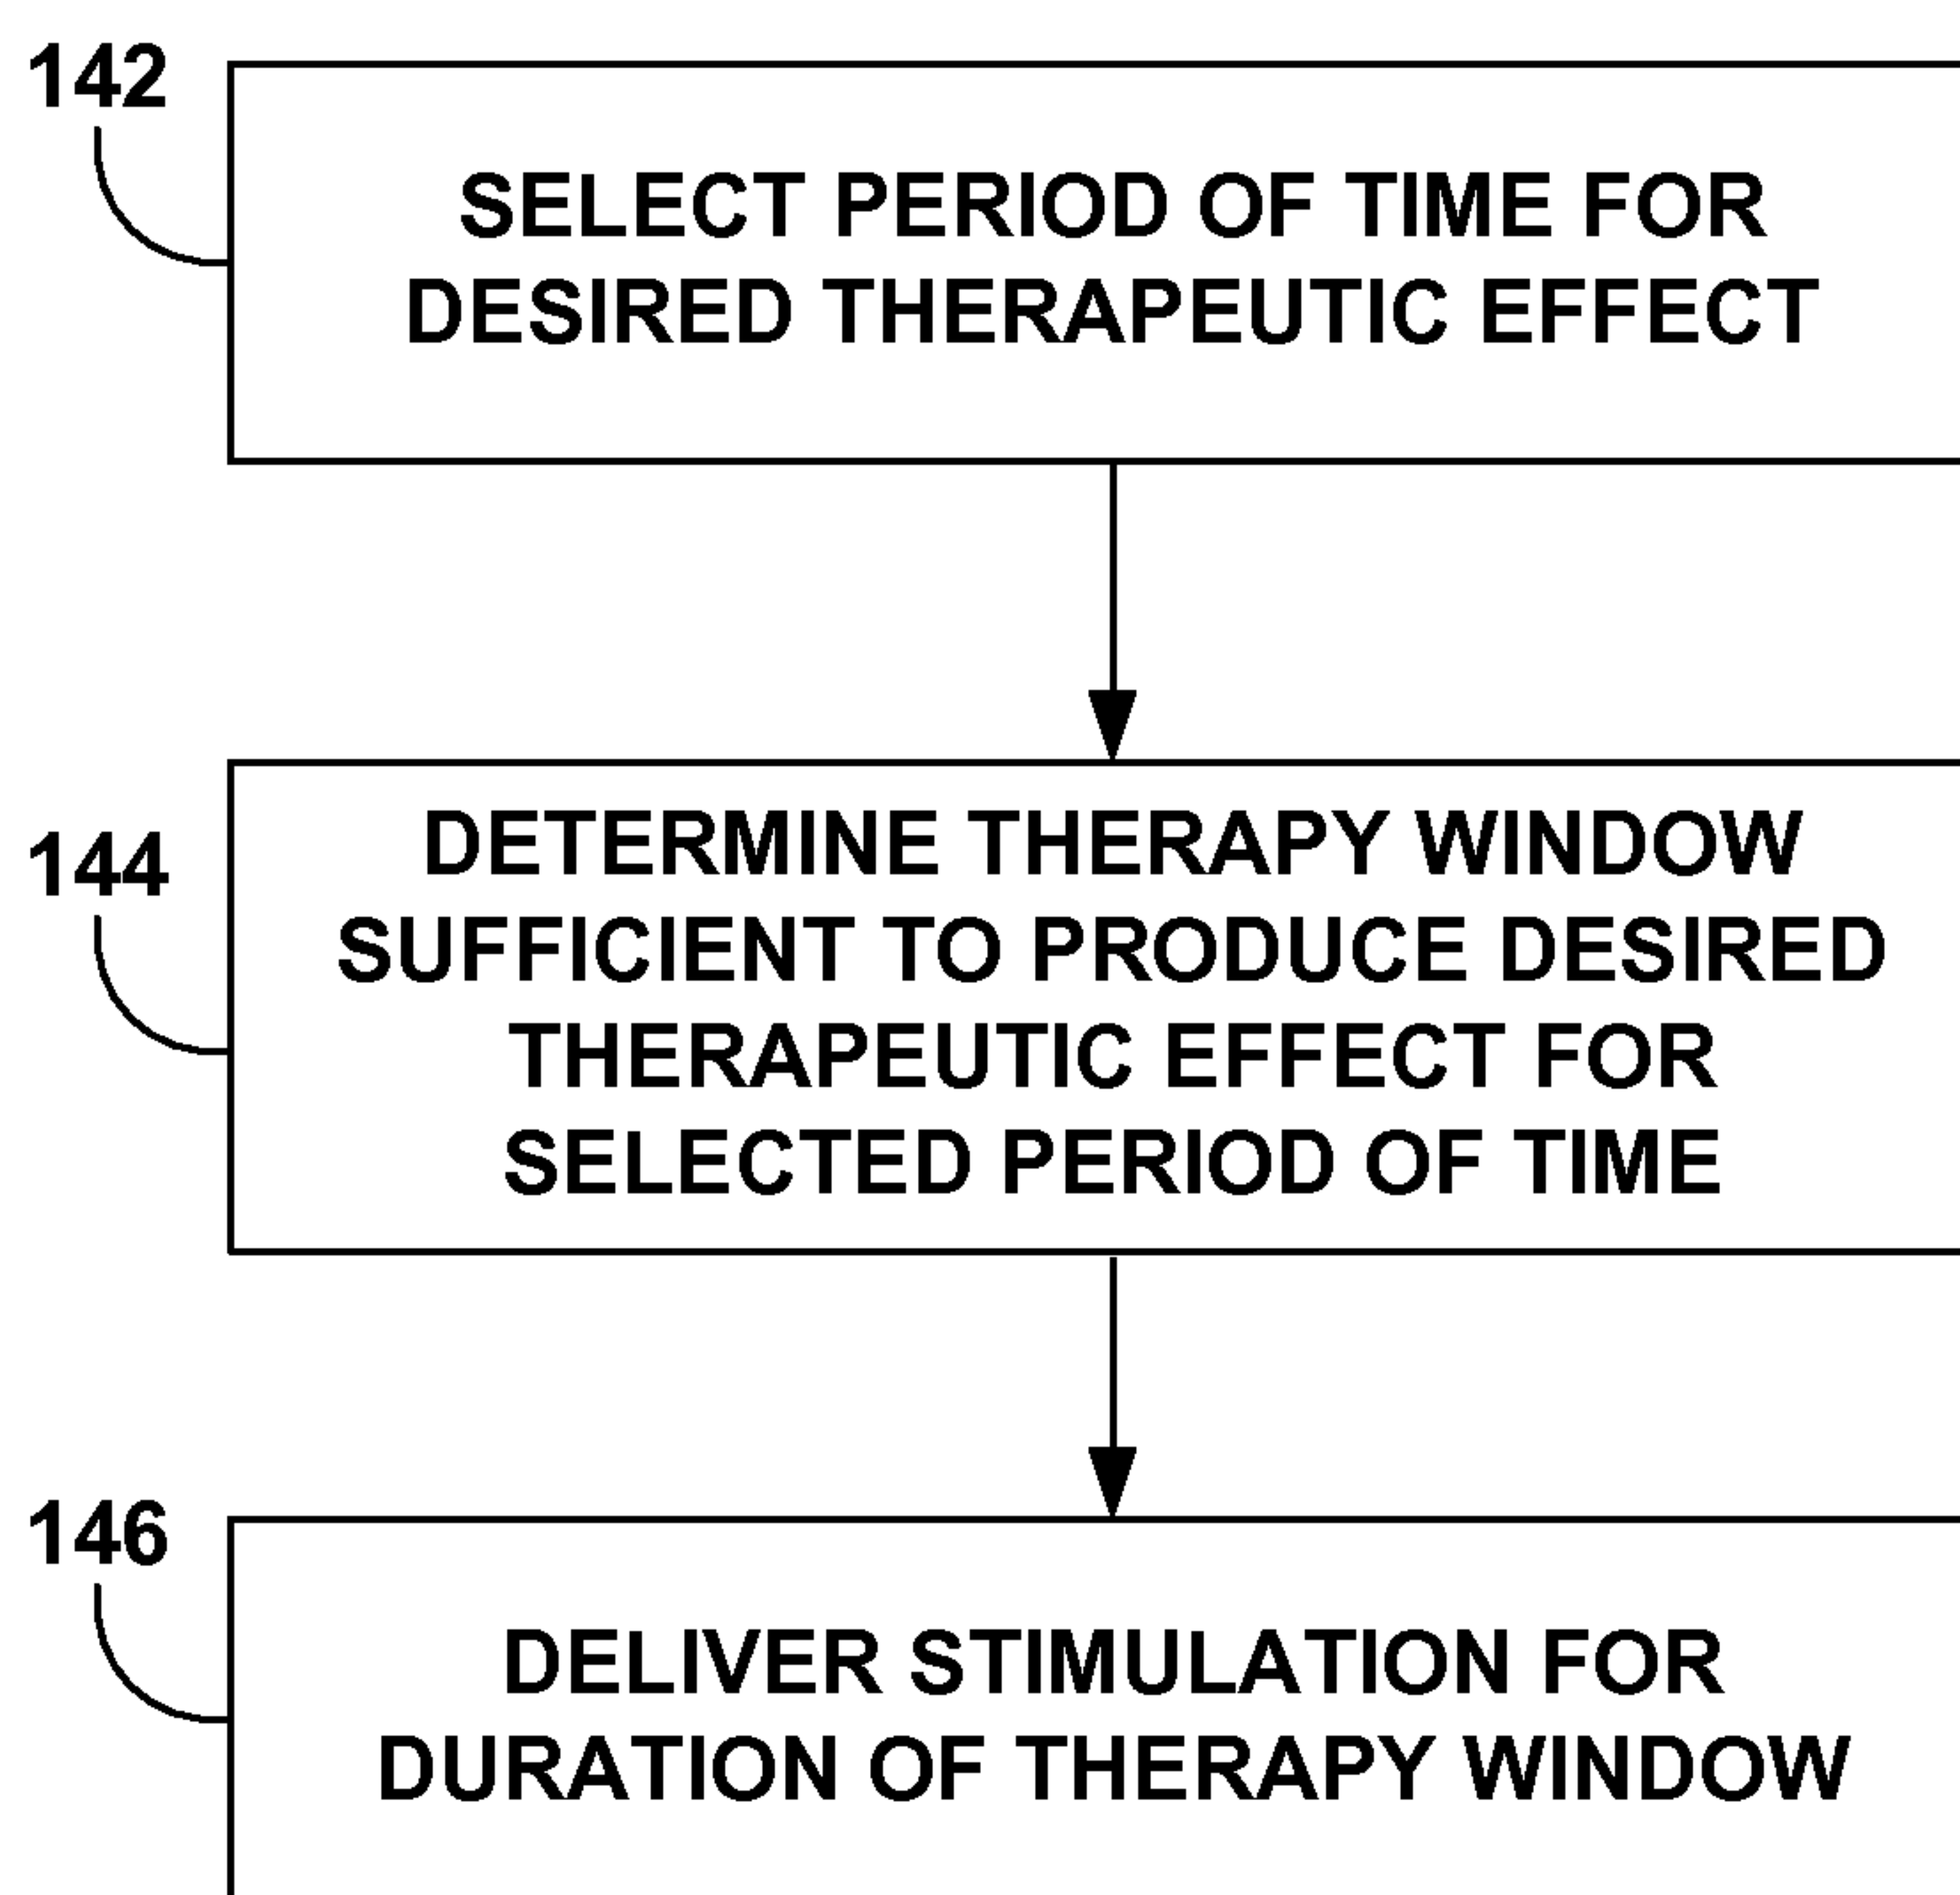 142
SELECT PERIOD OF TIME FOR
DESIRED THERAPEUTIC EFFECT
144
DETERMINE THERAPY WINDOW
SUFFICIENT TO PRODUCE DESIRED
THERAPEUTIC EFFECT FOR
SELECTED PERIOD OF TIME
146
DELIVER STIMULATION FOR
DURATION OF THERAPY WINDOW